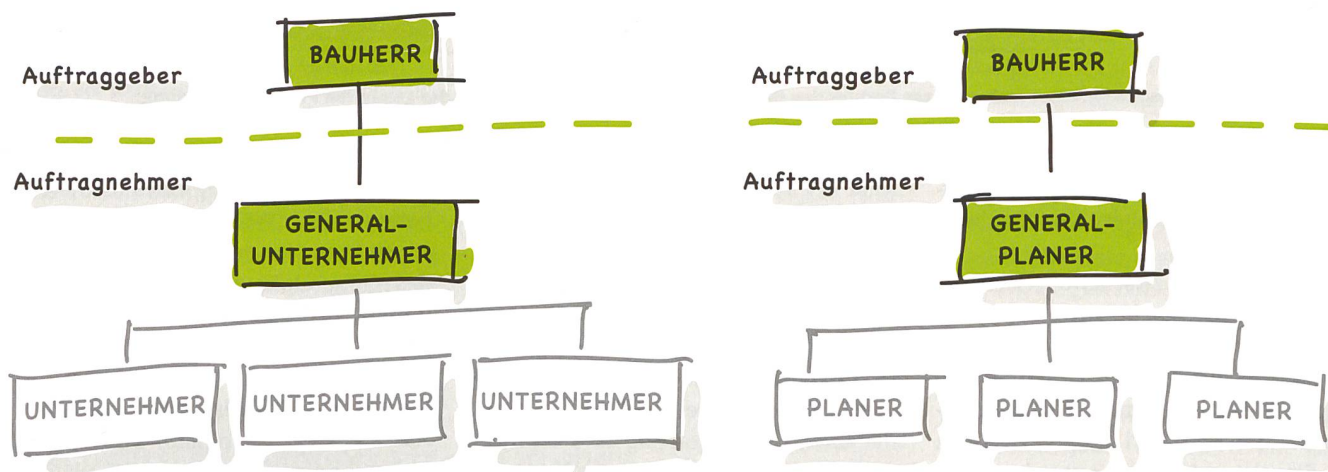 BAUHERR
Auftraggeber
Auftragnehmer
GENERAL-
UNTERNEHMER
UNTERNEHMER
UNTERNEHMER
UNTERNEHMER
BAUHERR
Auftraggeber
Auftragnehmer
GENERAL-
PLANER
PLANER
PLANER
PLANER